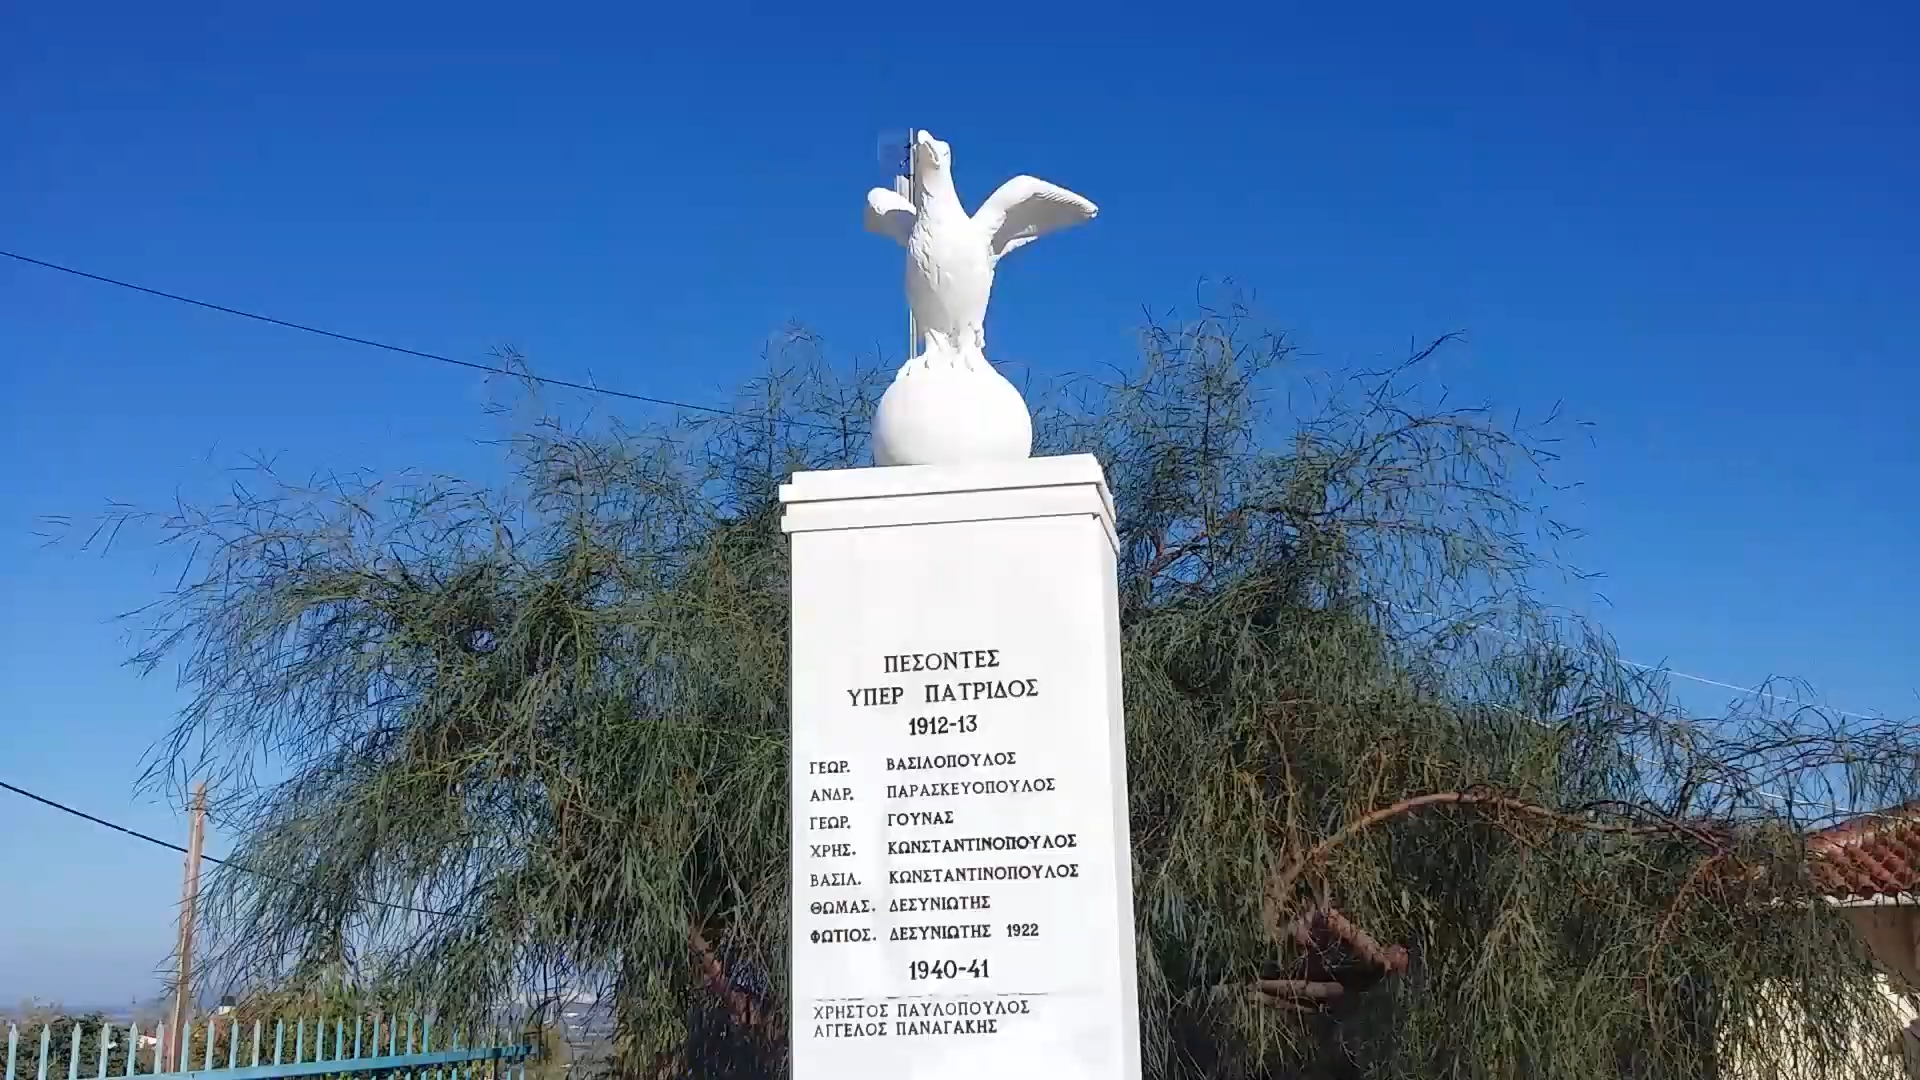 ΠΕΣΟΝΤΕΣ
ΥΠΕΡ ΠΑΤΡΙΔΟΣ
1912-13
ΓΕΩΡ. ΒΑΣΙΛΟΠΟΥΛΟΣ
ΑΝΔΡ. ΠΑΡΑΣΚΕΥΟΠΟΥΛΟΣ
ΓΕΩΡ. ΓΟΥΝΑΣ
ΧΡΗΣ. ΚΩΝΣΤΑΝΤΙΝΟΠΟΥΛΟΣ
ΒΑΣΙΛ. ΚΩΝΣΤΑΝΤΙΝΟΠΟΥΛΟΣ
ΘΩΜΑΣ. ΔΕΣΥΝΙΩΤΗΣ
ΦΩΤΙΟΣ. ΔΕΣΥΝΙΩΤΗΣ 1922
1940-41
ΧΡΗΣΤΟΣ ΠΑΥΛΟΠΟΥΛΟΣ
ΑΓΓΕΛΟΣ ΠΑΝΑΓΑΚΗΣ